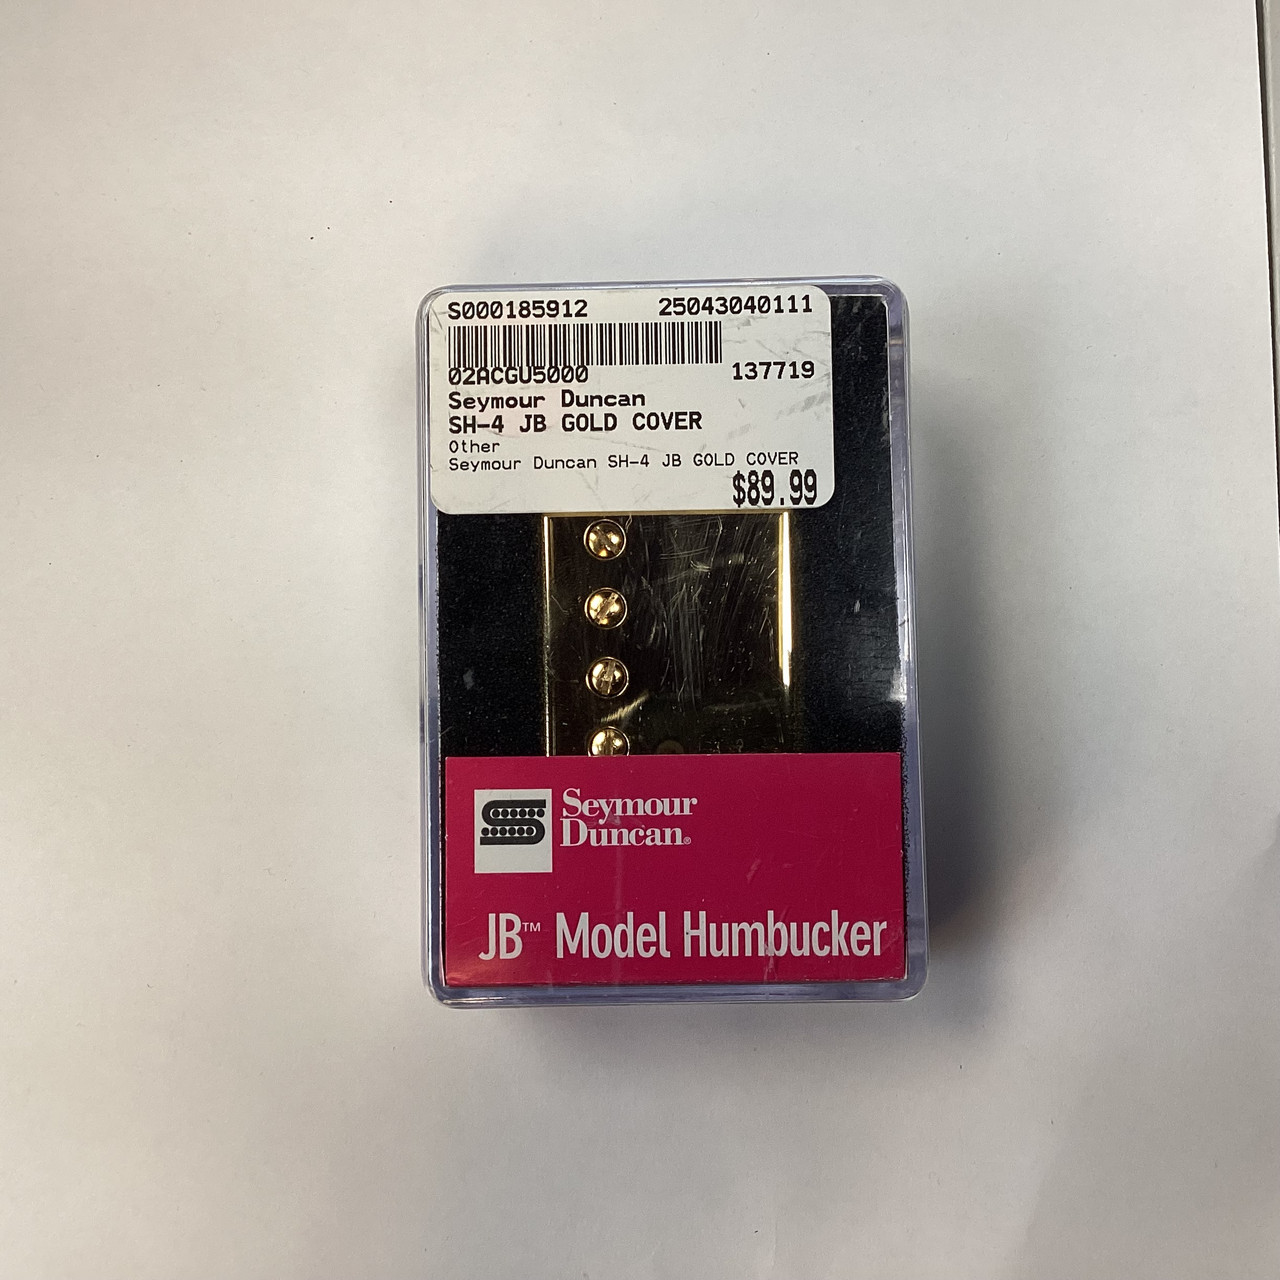 S000185912 25043040111
02ACGU5000 137719
Seymour Duncan
SH-4 JB GOLD COVER
Other
Seymour Duncan SH-4 JB GOLD COVER
$89.99
Seymour
Duncan®
JB™ Model Humbucker